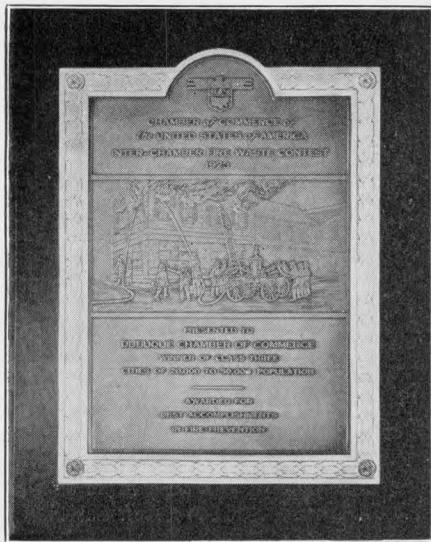 CHAMBER of COMMERCE of
the UNITED STATES of AMERICA
INTER-CHAMBER FIRE WASTE CONTEST
1923
PRESENTED TO
DUBUQUE CHAMBER OF COMMERCE
WINNER OF CLASS THREE
CITIES OF 20,000 TO 50,000 POPULATION
AWARDED FOR
BEST ACCOMPLISHMENTS
IN FIRE PREVENTION